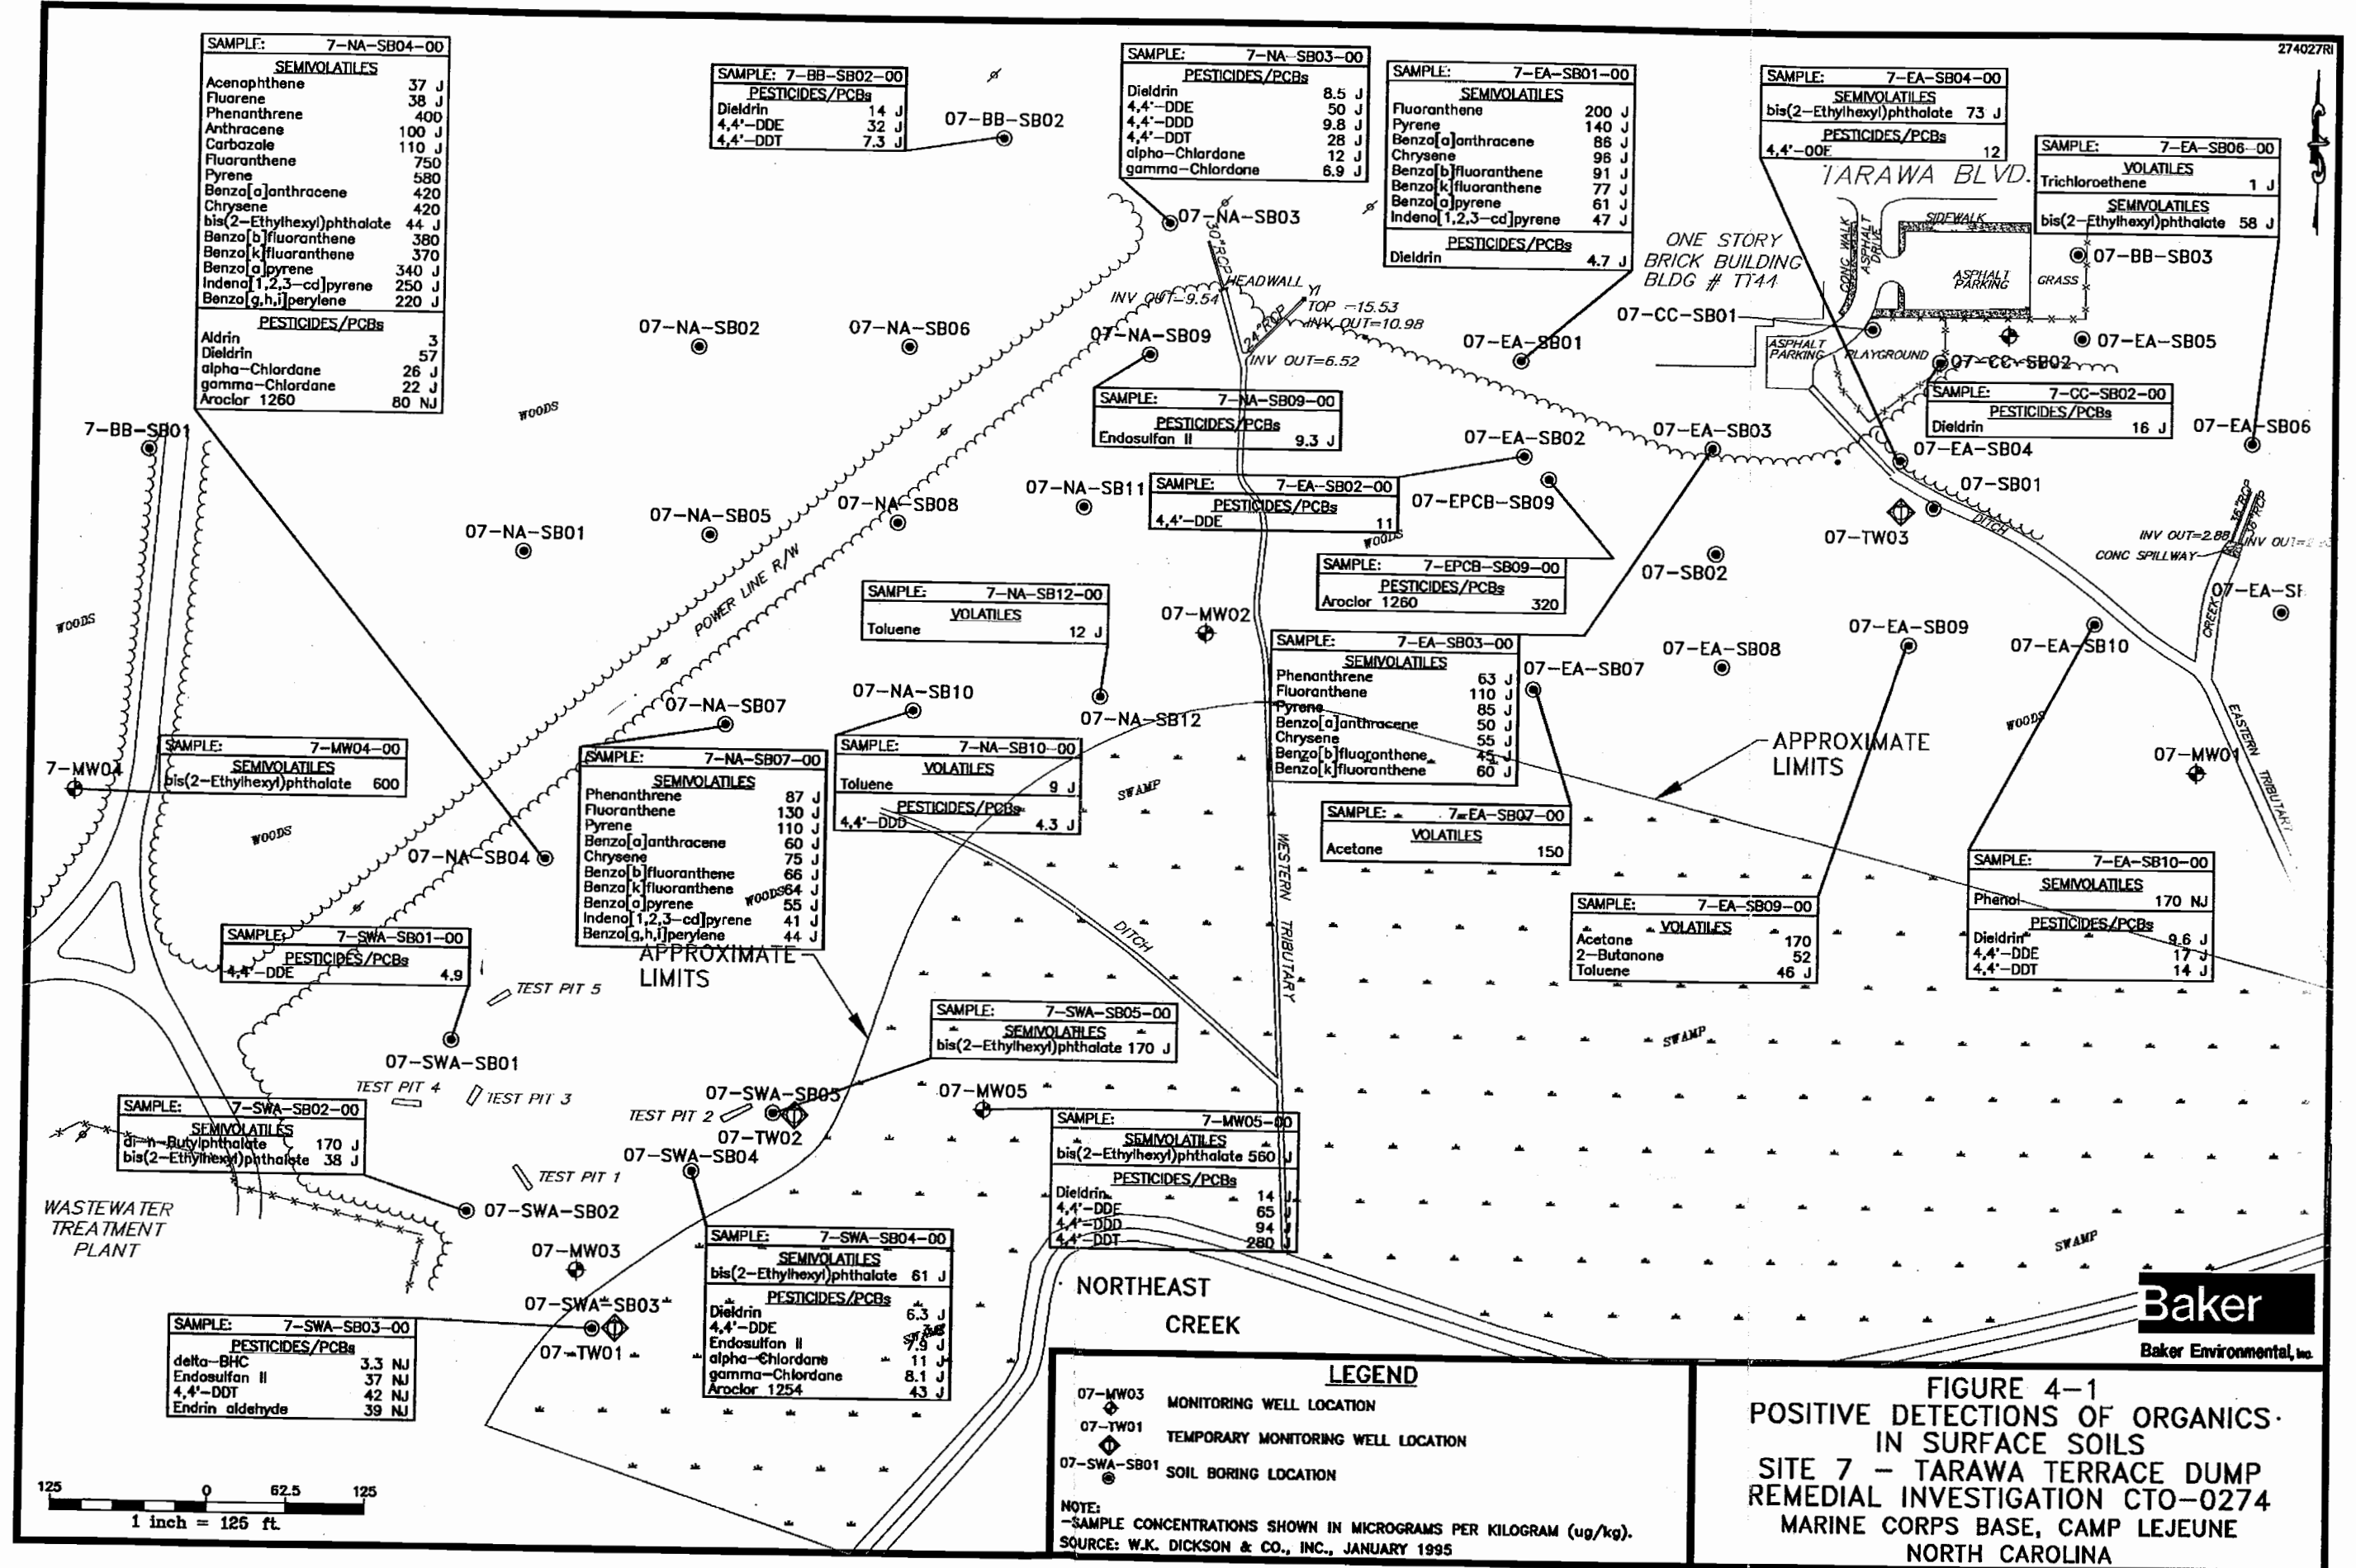 274027RI
SAMPLE: 7-NA-SB04-00
SEMIVOLATILES
Acenaphthene 37 J
Fluorene 38 J
Phenanthrene 400
Anthracene 100 J
Carbazole 110 J
Fluoranthene 750
Pyrene 580
Benzo[a]anthracene 420
Chrysene 420
bis(2-Ethylhexyl)phthalate 44 J
Benzo[b]fluoranthene 380
Benzo[k]fluoranthene 370
Benzo[a]pyrene 340 J
Indeno[1,2,3-cd]pyrene 250 J
Benzo[g,h,i]perylene 220 J
PESTICIDES/PCBs
Aldrin 3
Dieldrin 57
alpha-Chlordane 26 J
gamma-Chlordane 22 J
Aroclor 1260 80 NJ
SAMPLE: 7-BB-SB02-00
PESTICIDES/PCBs
Dieldrin 14 J
4,4'-DDE 32 J
4,4'-DDT 7.3 J
07-BB-SB02
SAMPLE: 7-NA-SB03-00
PESTICIDES/PCBs
Dieldrin 8.5 J
4,4'-DDE 50 J
4,4'-DDD 9.8 J
4,4'-DDT 28 J
alpha-Chlordane 12 J
gamma-Chlordane 6.9 J
07-NA-SB03
SAMPLE: 7-EA-SB01-00
SEMIVOLATILES
Fluoranthene 200 J
Pyrene 140 J
Benzo[a]anthracene 86 J
Chrysene 96 J
Benzo[b]fluoranthene 91 J
Benzo[k]fluoranthene 77 J
Benzo[a]pyrene 61 J
Indeno[1,2,3-cd]pyrene 47 J
PESTICIDES/PCBs
Dieldrin 4.7 J
SAMPLE: 7-EA-SB04-00
SEMIVOLATILES
bis(2-Ethylhexyl)phthalate 73 J
PESTICIDES/PCBs
4,4'-DDE 12
TARAWA BLVD.
SAMPLE: 7-EA-SB06-00
VOLATILES
Trichloroethene 1 J
SEMIVOLATILES
bis(2-Ethylhexyl)phthalate 58 J
CONC WALK
ASPHALT DRIVE
SIDEWALK
ASPHALT
PARKING
GRASS
07-BB-SB03
ONE STORY
BRICK BUILDING
BLDG # TT44
07-CC-SB01
ASPHALT
PARKING
PLAYGROUND
07-EA-SB05
07-CC-SB02
SAMPLE: 7-CC-SB02-00
PESTICIDES/PCBs
Dieldrin 16 J
07-EA-SB06
30"RCP
HEADWALL
INV OUT=9.54
TOP =15.53
INV OUT=10.98
24"RCP
INV OUT=6.52
07-NA-SB02
07-NA-SB06
07-NA-SB09
07-EA-SB01
SAMPLE: 7-NA-SB09-00
PESTICIDES/PCBs
Endosulfan II 9.3 J
WOODS
7-BB-SB01
07-EA-SB02
07-EA-SB03
07-EA-SB04
07-SB01
DITCH
07-TW03
SAMPLE: 7-EA-SB02-00
PESTICIDES/PCBs
4,4'-DDE 11
07-EPCB-SB09
WOODS
36"RCP
36"RCP
INV OUT=2.88
INV OUT=
CONC SPILLWAY
07-NA-SB01
07-NA-SB05
07-NA-SB08
07-NA-SB11
POWER LINE R/W
SAMPLE: 7-EPCB-SB09-00
PESTICIDES/PCBs
Aroclor 1260 320
07-SB02
CREEK
SAMPLE: 7-NA-SB12-00
VOLATILES
Toluene 12 J
07-MW02
WOODS
SAMPLE: 7-EA-SB03-00
SEMIVOLATILES
Phenanthrene 63 J
Fluoranthene 110 J
Pyrene 85 J
Benzo[a]anthracene 50 J
Chrysene 55 J
Benzo[b]fluoranthene 45 J
Benzo[k]fluoranthene 60 J
07-EA-SB07
07-EA-SB08
07-EA-SB09
07-EA-SB10
07-NA-SB07
07-NA-SB10
07-NA-SB12
WOODS
EASTERN TRIBUTARY
APPROXIMATE
LIMITS
07-MW01
7-MW04
SAMPLE: 7-MW04-00
SEMIVOLATILES
bis(2-Ethylhexyl)phthalate 600
SAMPLE: 7-NA-SB07-00
SEMIVOLATILES
Phenanthrene 87 J
Fluoranthene 130 J
Pyrene 110 J
Benzo[a]anthracene 60 J
Chrysene 75 J
Benzo[b]fluoranthene 66 J
Benzo[k]fluoranthene 64 J
Benzo[a]pyrene 55 J
Indeno[1,2,3-cd]pyrene 41 J
Benzo[g,h,i]perylene 44 J
WOODS
SAMPLE: 7-NA-SB10-00
VOLATILES
Toluene 9 J
PESTICIDES/PCBs
4,4'-DDD 4.3 J
SWAMP
SAMPLE: 7-EA-SB07-00
VOLATILES
Acetone 150
WOODS
07-NA-SB04
WESTERN TRIBUTARY
DITCH
SAMPLE: 7-EA-SB09-00
VOLATILES
Acetone 170
2-Butanone 52
Toluene 46 J
SAMPLE: 7-EA-SB10-00
SEMIVOLATILES
Phenol 170 NJ
PESTICIDES/PCBs
Dieldrin 9.6 J
4,4'-DDE 17 J
4,4'-DDT 14 J
SAMPLE: 7-SWA-SB01-00
PESTICIDES/PCBs
4,4'-DDE 4.9
APPROXIMATE
LIMITS
TEST PIT 5
07-SWA-SB01
TEST PIT 4
TEST PIT 3
SAMPLE: 7-SWA-SB05-00
SEMIVOLATILES
bis(2-Ethylhexyl)phthalate 170 J
SWAMP
07-SWA-SB05
TEST PIT 2
07-TW02
07-MW05
SAMPLE: 7-SWA-SB02-00
SEMIVOLATILES
di-n-Butylphthalate 170 J
bis(2-Ethylhexyl)phthalate 38 J
07-SWA-SB04
TEST PIT 1
07-SWA-SB02
SAMPLE: 7-MW05-00
SEMIVOLATILES
bis(2-Ethylhexyl)phthalate 560 J
PESTICIDES/PCBs
Dieldrin 14 J
4,4'-DDE 65 J
4,4'-DDD 94 J
4,4'-DDT 280 J
WASTEWATER
TREATMENT
PLANT
07-MW03
07-SWA-SB03
07-TW01
SAMPLE: 7-SWA-SB04-00
SEMIVOLATILES
bis(2-Ethylhexyl)phthalate 61 J
PESTICIDES/PCBs
Dieldrin 6.3 J
4,4'-DDE
Endosulfan II 7.9 J
alpha-Chlordane 11 J
gamma-Chlordane 8.1 J
Aroclor 1254 43 J
SWAMP
SWAMP
NORTHEAST
CREEK
SAMPLE: 7-SWA-SB03-00
PESTICIDES/PCBs
delta-BHC 3.3 NJ
Endosulfan II 37 NJ
4,4'-DDT 42 NJ
Endrin aldehyde 39 NJ
Baker
Baker Environmental, Inc.
125 0 62.5 125
1 inch = 125 ft.
LEGEND
07-MW03
MONITORING WELL LOCATION
07-TW01
TEMPORARY MONITORING WELL LOCATION
07-SWA-SB01
SOIL BORING LOCATION
NOTE:
-SAMPLE CONCENTRATIONS SHOWN IN MICROGRAMS PER KILOGRAM (ug/kg).
SOURCE: W.K. DICKSON & CO., INC., JANUARY 1995
FIGURE 4-1
POSITIVE DETECTIONS OF ORGANICS
IN SURFACE SOILS
SITE 7 - TARAWA TERRACE DUMP
REMEDIAL INVESTIGATION CTO-0274
MARINE CORPS BASE, CAMP LEJEUNE
NORTH CAROLINA